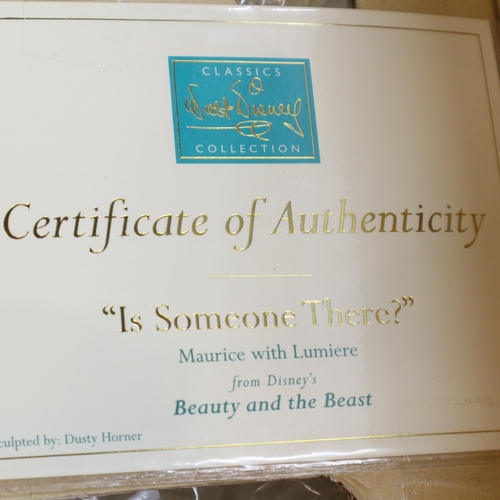 CLASSICS
Walt Disney
COLLECTION
Certificate of Authenticity
"Is Someone There?"
Maurice with Lumiere
from Disney's
Beauty and the Beast
culpted by: Dusty Horner